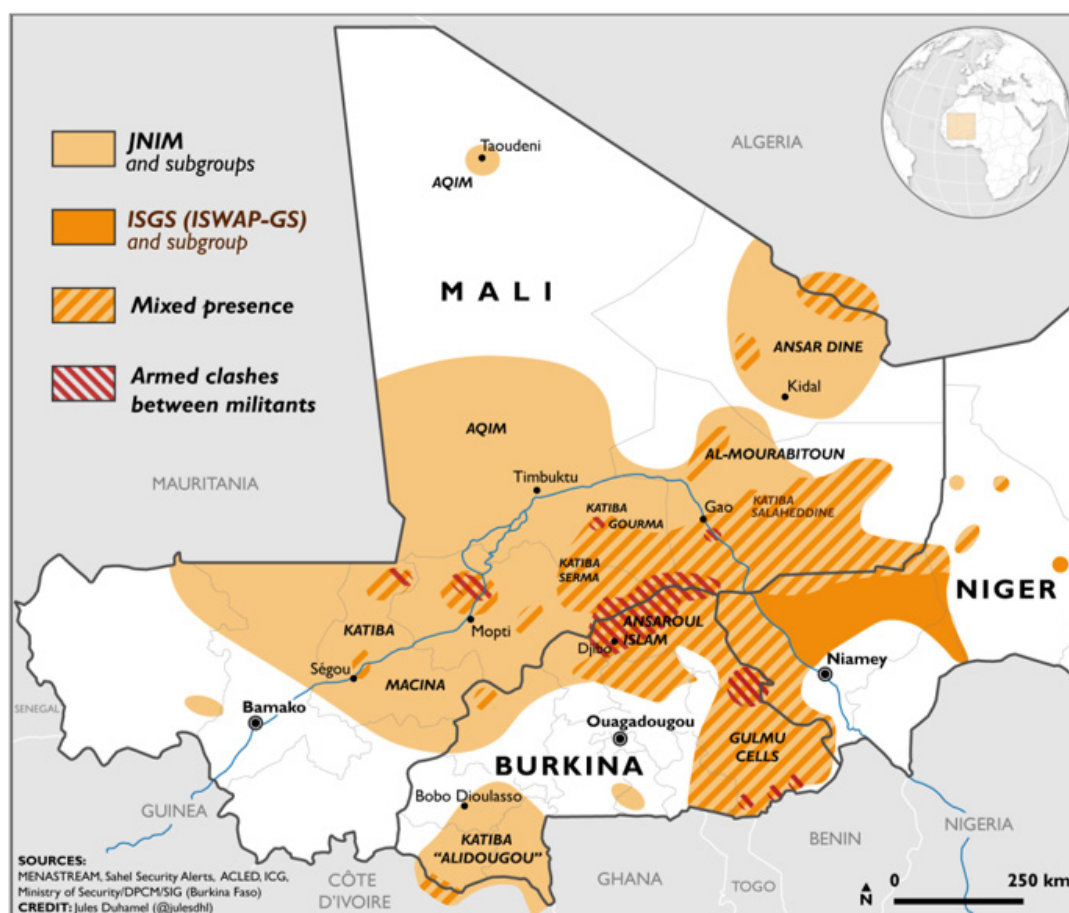 JNIM
and subgroups
ISGS (ISWAP-GS)
and subgroup
Mixed presence
Armed clashes
between militants
Taoudeni
AQIM
ALGERIA
MALI
ANSAR DINE
Kidal
AQIM
AL-MOURABITOUN
MAURITANIA
Timbuktu
KATIBA
GOURMA
Gao
KATIBA
SALAHEDDINE
KATIBA
SERMA
NIGER
KATIBA
MACINA
Mopti
ANSAROUL
ISLAM
Djibo
Ségou
Niamey
SENEGAL
Bamako
Ouagadougou
GULMU
CELLS
BURKINA
Bobo Dioulasso
GUINEA
KATIBA
"ALIDOUGOU"
BENIN
NIGERIA
CÔTE
D'IVOIRE
GHANA
TOGO
SOURCES:
MENASTREAM, Sahel Security Alerts, ACLED, ICG,
Ministry of Security/DPCM/SIG (Burkina Faso)
CREDIT: Jules Duhamel (@julesdhl)
N
0 250 km